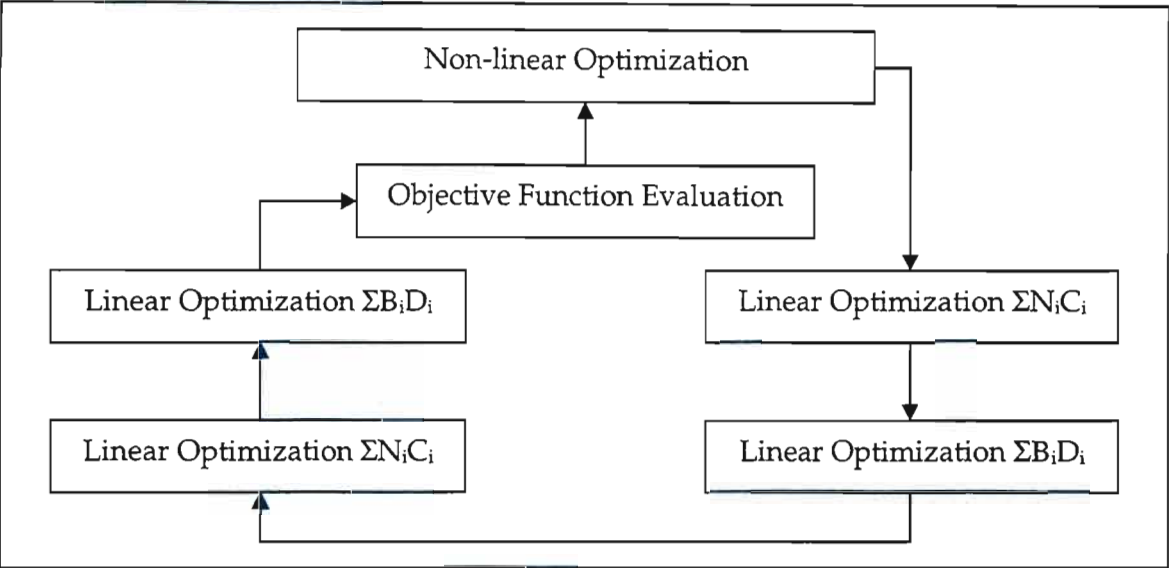 Non-linear Optimization
Objective Function Evaluation
Linear Optimization ΣBᵢDᵢ
Linear Optimization ΣNᵢCᵢ
Linear Optimization ΣNᵢCᵢ
Linear Optimization ΣBᵢDᵢ